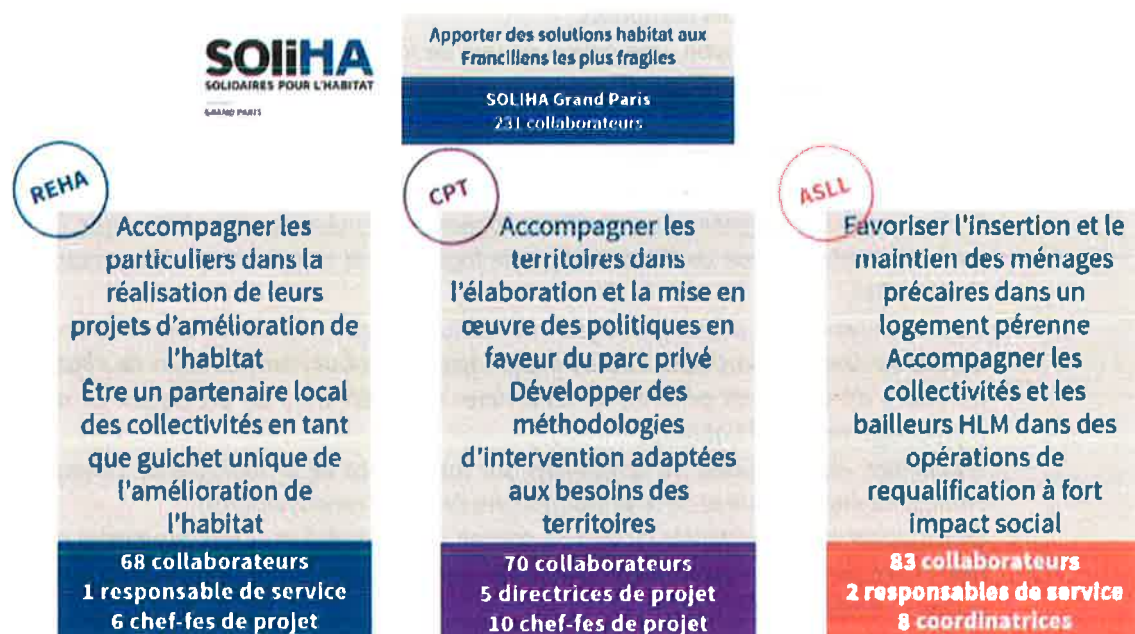 SOliHA
SOLIDAIRES POUR L'HABITAT
GRAND PARIS
Apporter des solutions habitat aux
Franciliens les plus fragiles
SOLIHA Grand Paris
231 collaborateurs
REHA
Accompagner les
particuliers dans la
réalisation de leurs
projets d'amélioration de
l'habitat
Être un partenaire local
des collectivités en tant
que guichet unique de
l'amélioration de
l'habitat
68 collaborateurs
1 responsable de service
6 chef-fes de projet
CPT
Accompagner les
territoires dans
l'élaboration et la mise en
œuvre des politiques en
faveur du parc privé
Développer des
méthodologies
d'intervention adaptées
aux besoins des
territoires
70 collaborateurs
5 directrices de projet
10 chef-fes de projet
ASLL
Favoriser l'insertion et le
maintien des ménages
précaires dans un
logement pérenne
Accompagner les
collectivités et les
bailleurs HLM dans des
opérations de
requalification à fort
impact social
83 collaborateurs
2 responsables de service
8 coordinatrices